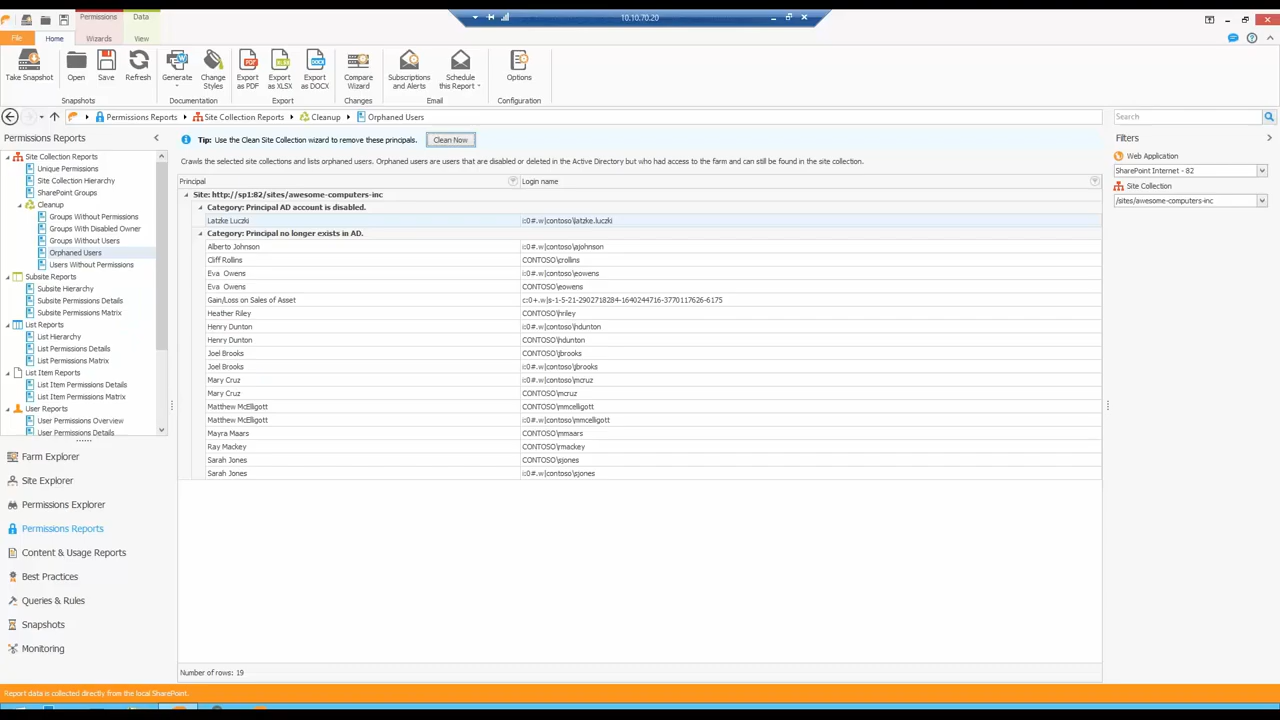 Permissions
Data
10.10.70.20
File
Home
Wizards
View
Take Snapshot
Open
Save
Refresh
Generate
Change Styles
Export as PDF
Export as XLSX
Export as DOCX
Compare Wizard
Subscriptions and Alerts
Schedule this Report
Options
Snapshots
Documentation
Export
Changes
Email
Configuration
Permissions Reports
Site Collection Reports
Cleanup
Orphaned Users
Search
Permissions Reports
Tip: Use the Clean Site Collection wizard to remove these principals.
Clean Now
Filters
Web Application
SharePoint Internet - 82
Site Collection
/sites/awesome-computers-inc
Site Collection Reports
Unique Permissions
Site Collection Hierarchy
SharePoint Groups
Cleanup
Groups Without Permissions
Groups With Disabled Owner
Groups Without Users
Orphaned Users
Users Without Permissions
Subsite Reports
Subsite Hierarchy
Subsite Permissions Details
Subsite Permissions Matrix
List Reports
List Hierarchy
List Permissions Details
List Permissions Matrix
List Item Reports
List Item Permissions Details
List Item Permissions Matrix
User Reports
User Permissions Overview
User Permissions Details
Farm Explorer
Site Explorer
Permissions Explorer
Permissions Reports
Content & Usage Reports
Best Practices
Queries & Rules
Snapshots
Monitoring
Crawls the selected site collections and lists orphaned users. Orphaned users are users that are disabled or deleted in the Active Directory but who had access to the farm and can still be found in the site collection.
Principal Login name
Site: http://sp1:82/sites/awesome-computers-inc
Category: Principal AD account is disabled.
Latzke Luczki i:0#.w|contoso\latzke.luczki
Category: Principal no longer exists in AD.
Alberto Johnson i:0#.w|contoso\ajohnson
Cliff Rollins CONTOSO\crollins
Eva Owens i:0#.w|contoso\eowens
Eva Owens CONTOSO\eowens
Gain/Loss on Sales of Asset c:0+.w|s-1-5-21-2902718284-1640244716-3770117626-6175
Heather Riley CONTOSO\hriley
Henry Dunton i:0#.w|contoso\hdunton
Henry Dunton CONTOSO\hdunton
Joel Brooks CONTOSO\jbrooks
Joel Brooks i:0#.w|contoso\jbrooks
Mary Cruz i:0#.w|contoso\mcruz
Mary Cruz CONTOSO\mcruz
Matthew McElligott CONTOSO\mmcelligott
Matthew McElligott i:0#.w|contoso\mmcelligott
Mayra Maars CONTOSO\mmaars
Ray Mackey CONTOSO\rmackey
Sarah Jones CONTOSO\sjones
Sarah Jones i:0#.w|contoso\sjones
Number of rows: 19
Report data is collected directly from the local SharePoint.